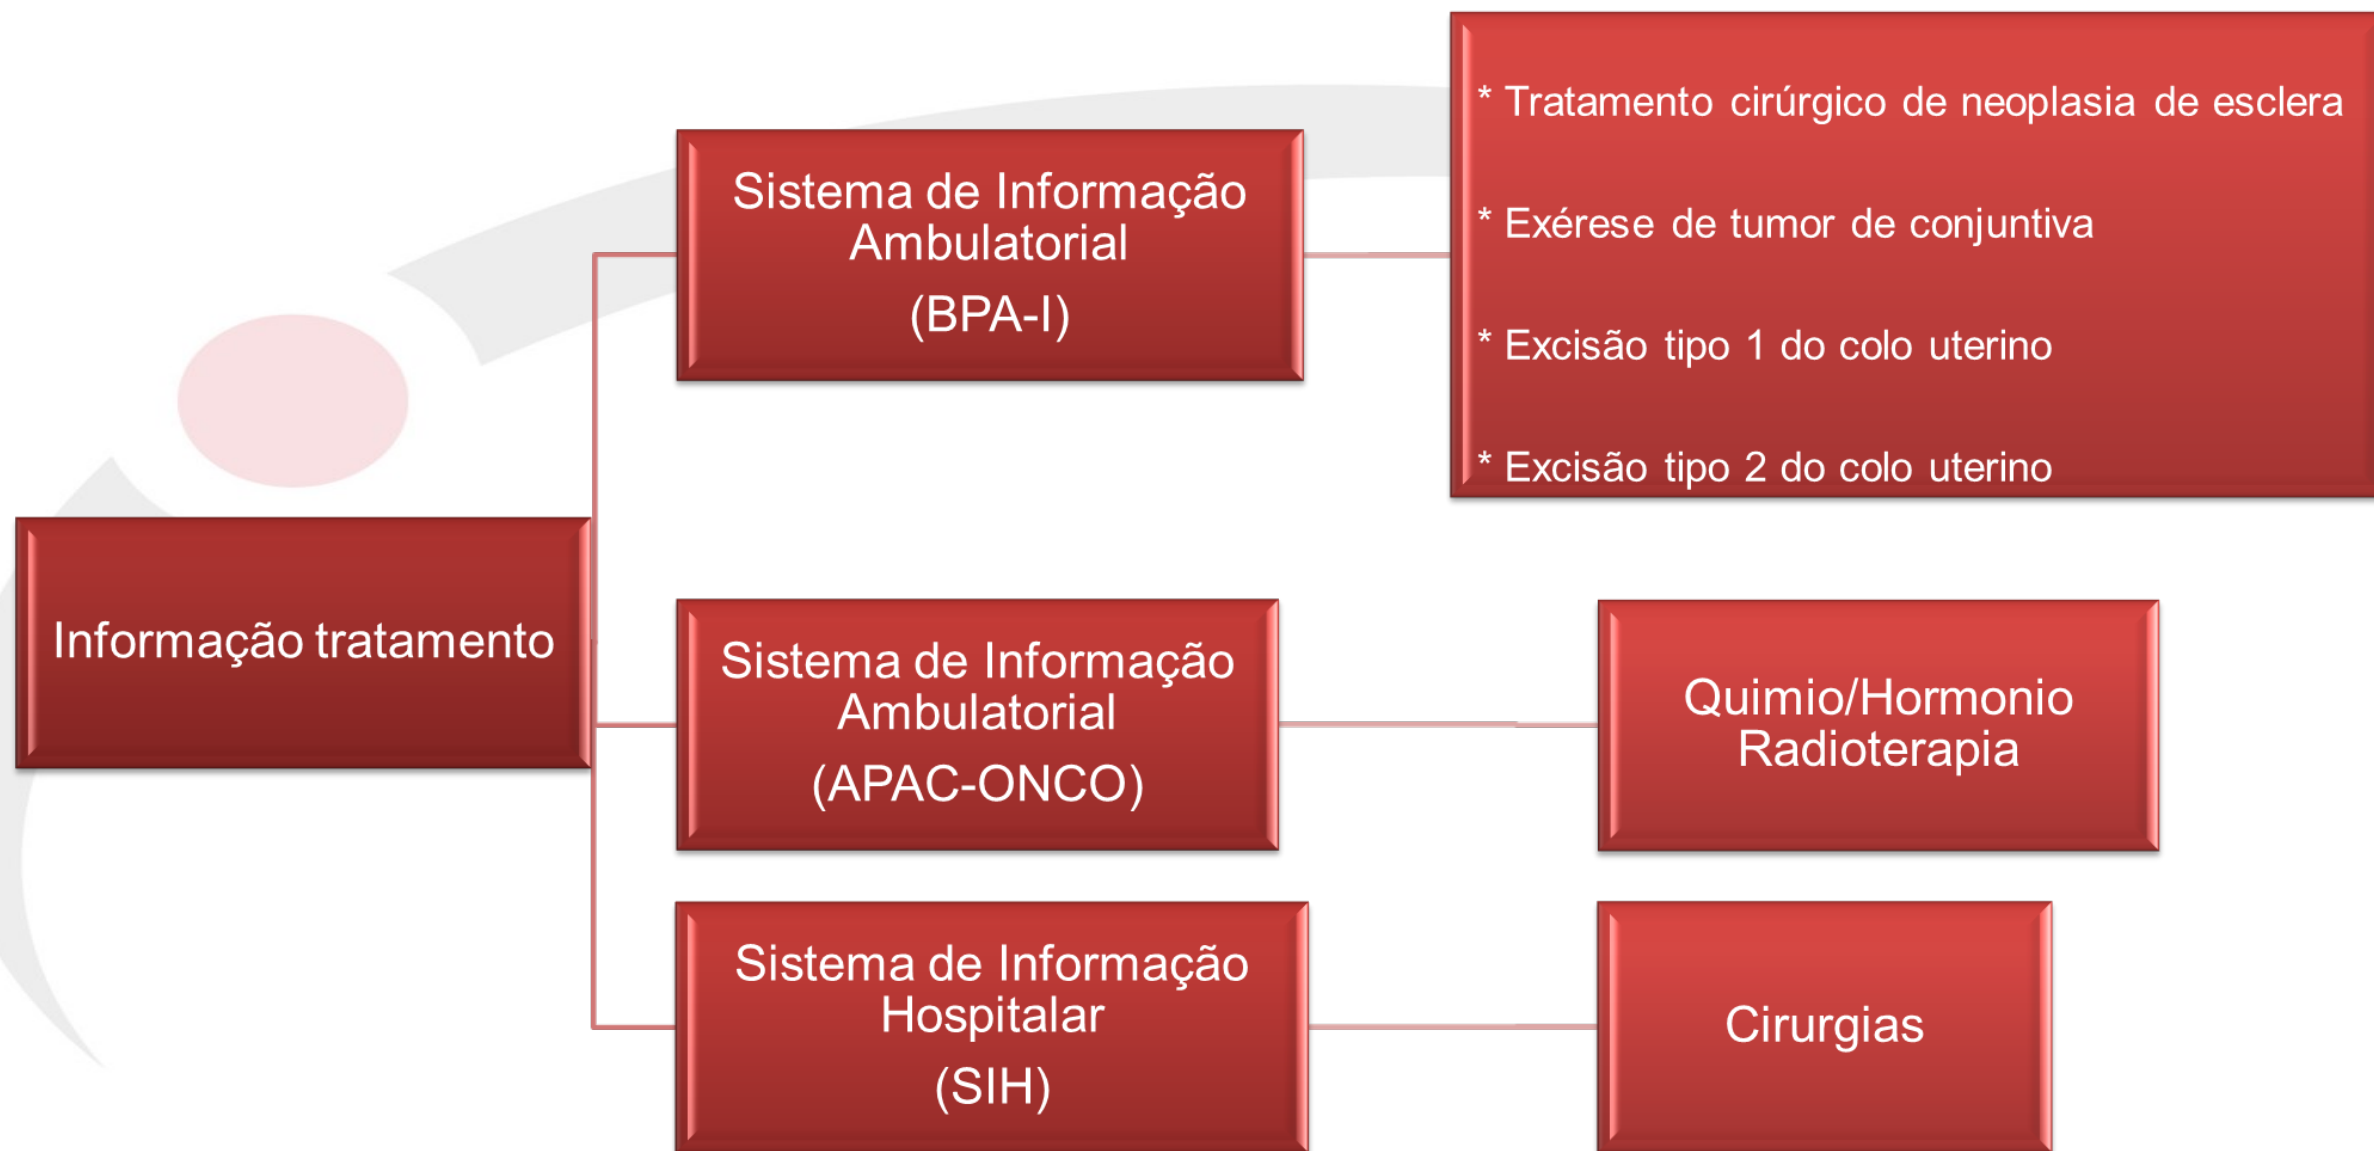 Informação tratamento
Sistema de Informação
Ambulatorial
(BPA-I)
* Tratamento cirúrgico de neoplasia de esclera
* Exérese de tumor de conjuntiva
* Excisão tipo 1 do colo uterino
* Excisão tipo 2 do colo uterino
Sistema de Informação
Ambulatorial
(APAC-ONCO)
Quimio/Hormonio
Radioterapia
Sistema de Informação
Hospitalar
(SIH)
Cirurgias